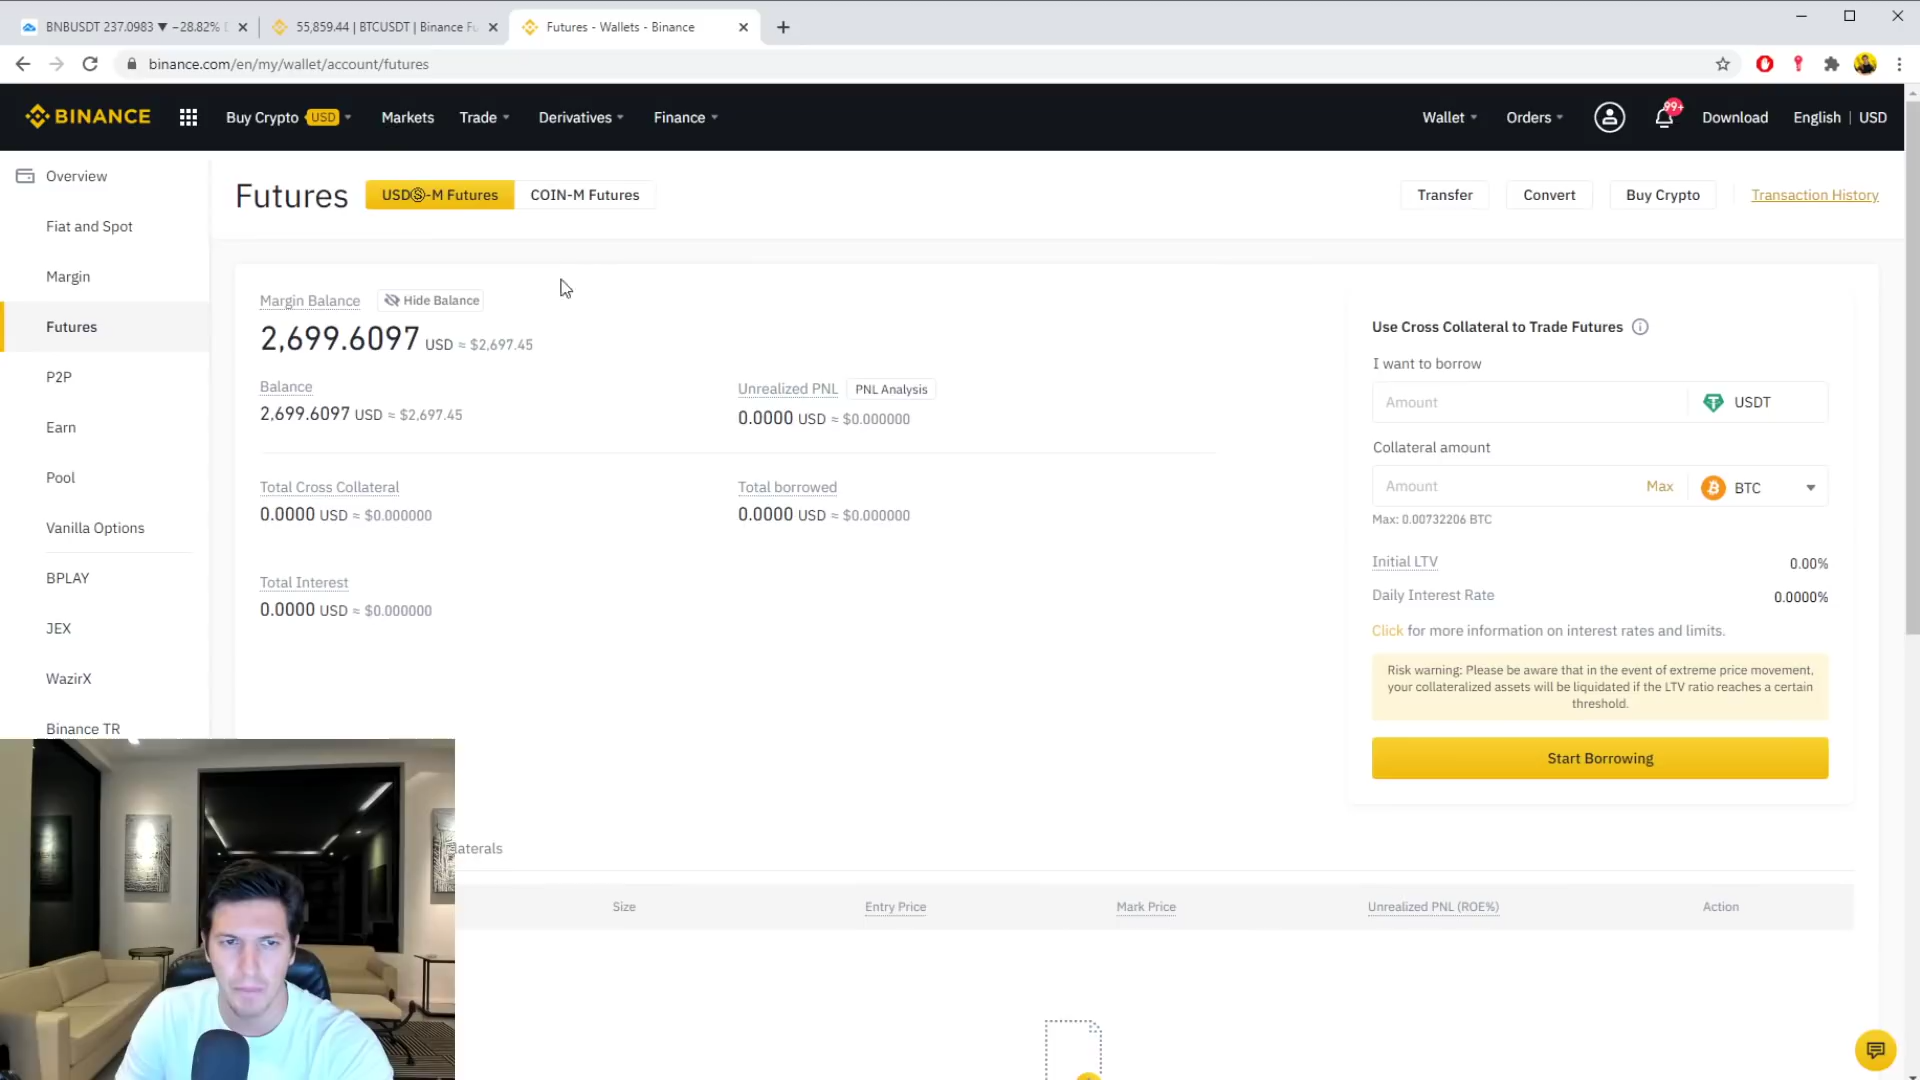 BNBUSDT 237.0983 ▼ −28.82%
55,859.44 | BTCUSDT | Binance Fu
Futures - Wallets - Binance
binance.com/en/my/wallet/account/futures
BINANCE
Buy Crypto USD
Markets
Trade
Derivatives
Finance
Wallet
Orders
99+
Download
English | USD
Overview
Fiat and Spot
Margin
Futures
P2P
Earn
Pool
Vanilla Options
BPLAY
JEX
WazirX
Binance TR
Futures
USDⓈ-M Futures
COIN-M Futures
Transfer
Convert
Buy Crypto
Transaction History
Margin Balance
Hide Balance
2,699.6097 USD ≈ $2,697.45
Balance
2,699.6097 USD ≈ $2,697.45
Unrealized PNL
PNL Analysis
0.0000 USD ≈ $0.000000
Total Cross Collateral
0.0000 USD ≈ $0.000000
Total borrowed
0.0000 USD ≈ $0.000000
Total Interest
0.0000 USD ≈ $0.000000
Use Cross Collateral to Trade Futures
I want to borrow
Amount
USDT
Collateral amount
Amount
Max
BTC
Max: 0.00732206 BTC
Initial LTV
0.00%
Daily Interest Rate
0.0000%
Click for more information on interest rates and limits.
Risk warning: Please be aware that in the event of extreme price movement,
your collateralized assets will be liquidated if the LTV ratio reaches a certain
threshold.
Start Borrowing
laterals
Size
Entry Price
Mark Price
Unrealized PNL (ROE%)
Action